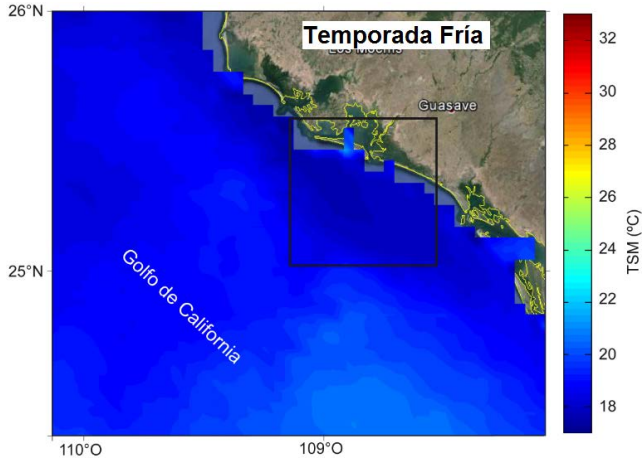 26°N
Temporada Fría
Los Mochis
Guasave
25°N
Golfo de California
110°O
109°O
32
30
28
26
24
22
20
18
TSM (ºC)